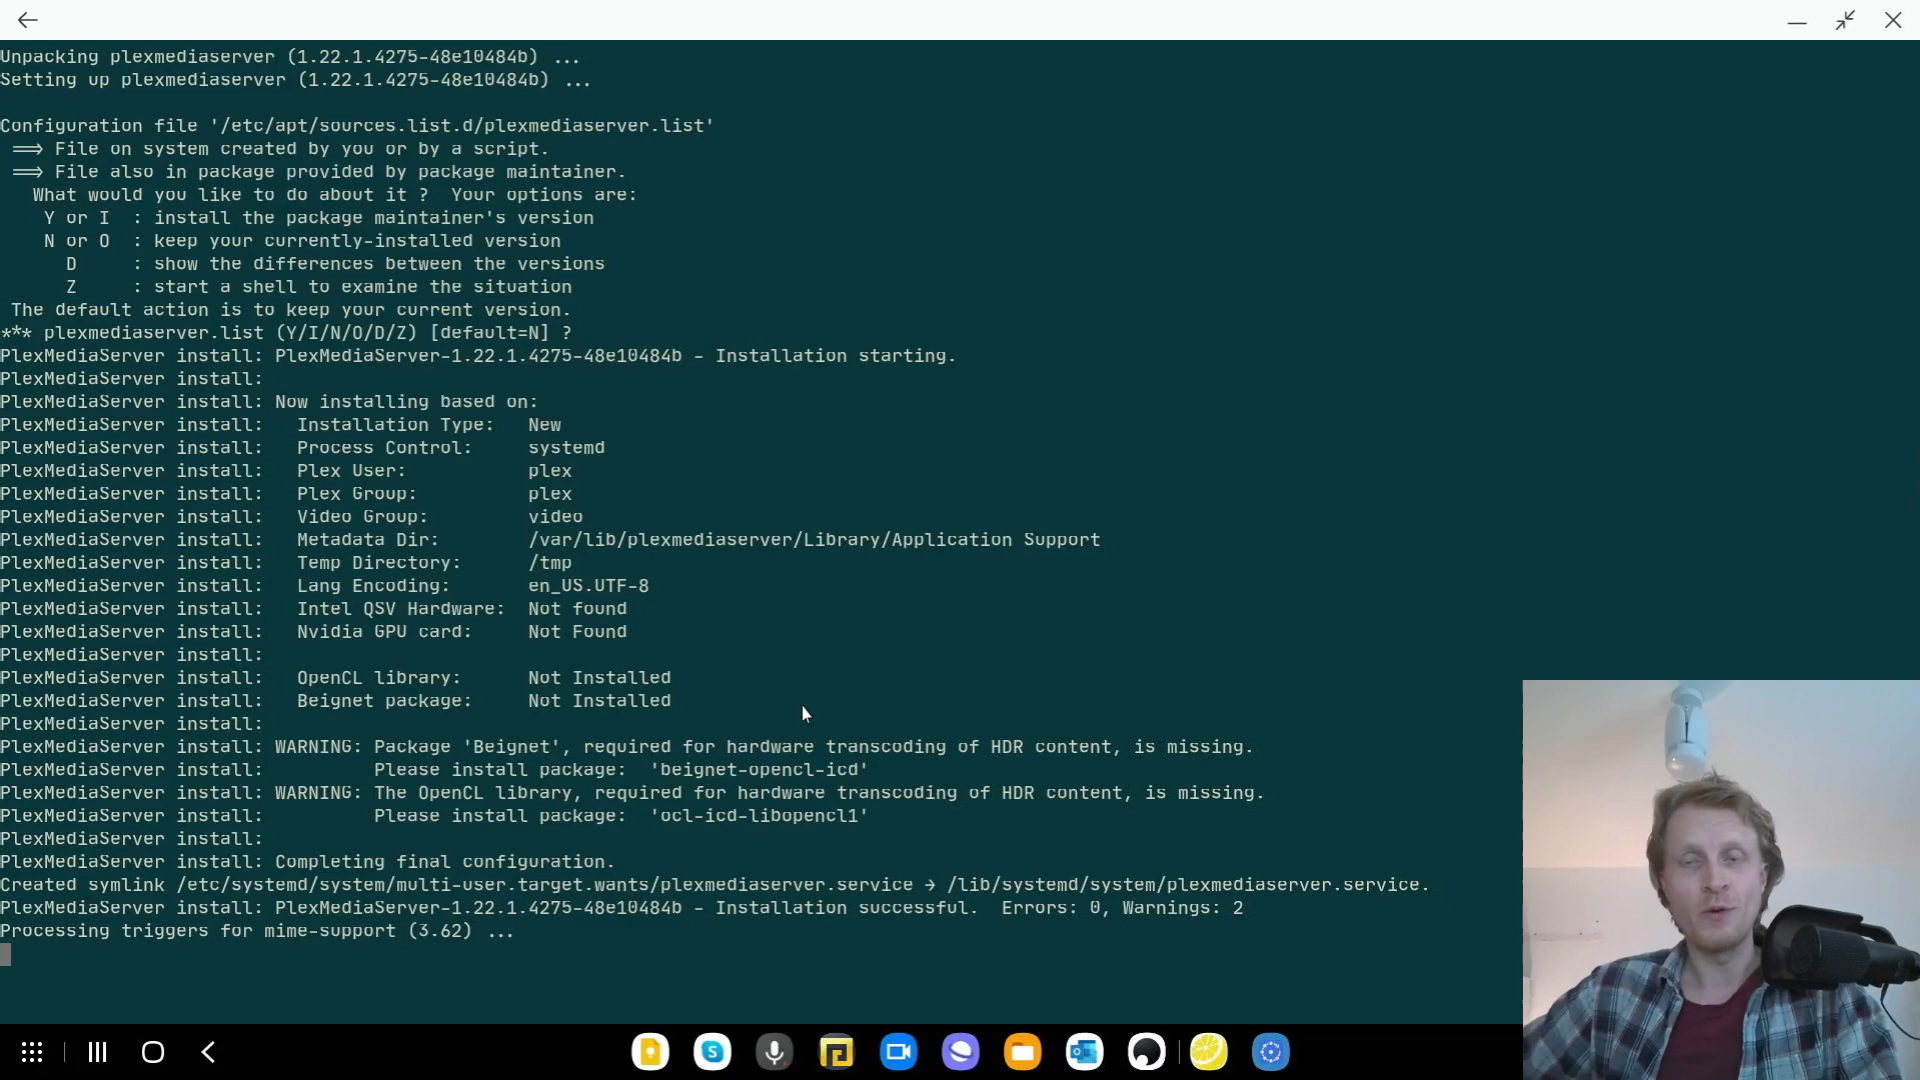 Unpacking plexmediaserver (1.22.1.4275-48e10484b) ...
Setting up plexmediaserver (1.22.1.4275-48e10484b) ...
Configuration file '/etc/apt/sources.list.d/plexmediaserver.list'
==> File on system created by you or by a script.
==> File also in package provided by package maintainer.
What would you like to do about it ?  Your options are:
Y or I  : install the package maintainer's version
N or O  : keep your currently-installed version
D     : show the differences between the versions
Z     : start a shell to examine the situation
The default action is to keep your current version.
*** plexmediaserver.list (Y/I/N/O/D/Z) [default=N] ?
PlexMediaServer install: PlexMediaServer-1.22.1.4275-48e10484b - Installation starting.
PlexMediaServer install:
PlexMediaServer install: Now installing based on:
PlexMediaServer install:   Installation Type:   New
PlexMediaServer install:   Process Control:     systemd
PlexMediaServer install:   Plex User:           plex
PlexMediaServer install:   Plex Group:          plex
PlexMediaServer install:   Video Group:         video
PlexMediaServer install:   Metadata Dir:        /var/lib/plexmediaserver/Library/Application Support
PlexMediaServer install:   Temp Directory:      /tmp
PlexMediaServer install:   Lang Encoding:       en_US.UTF-8
PlexMediaServer install:   Intel QSV Hardware:  Not found
PlexMediaServer install:   Nvidia GPU card:     Not Found
PlexMediaServer install:
PlexMediaServer install:   OpenCL library:      Not Installed
PlexMediaServer install:   Beignet package:     Not Installed
PlexMediaServer install:
PlexMediaServer install: WARNING: Package 'Beignet', required for hardware transcoding of HDR content, is missing.
PlexMediaServer install:          Please install package:  'beignet-opencl-icd'
PlexMediaServer install: WARNING: The OpenCL library, required for hardware transcoding of HDR content, is missing.
PlexMediaServer install:          Please install package:  'ocl-icd-libopencl1'
PlexMediaServer install:
PlexMediaServer install: Completing final configuration.
Created symlink /etc/systemd/system/multi-user.target.wants/plexmediaserver.service → /lib/systemd/system/plexmediaserver.service.
PlexMediaServer install: PlexMediaServer-1.22.1.4275-48e10484b - Installation successful.  Errors: 0, Warnings: 2
Processing triggers for mime-support (3.62) ...